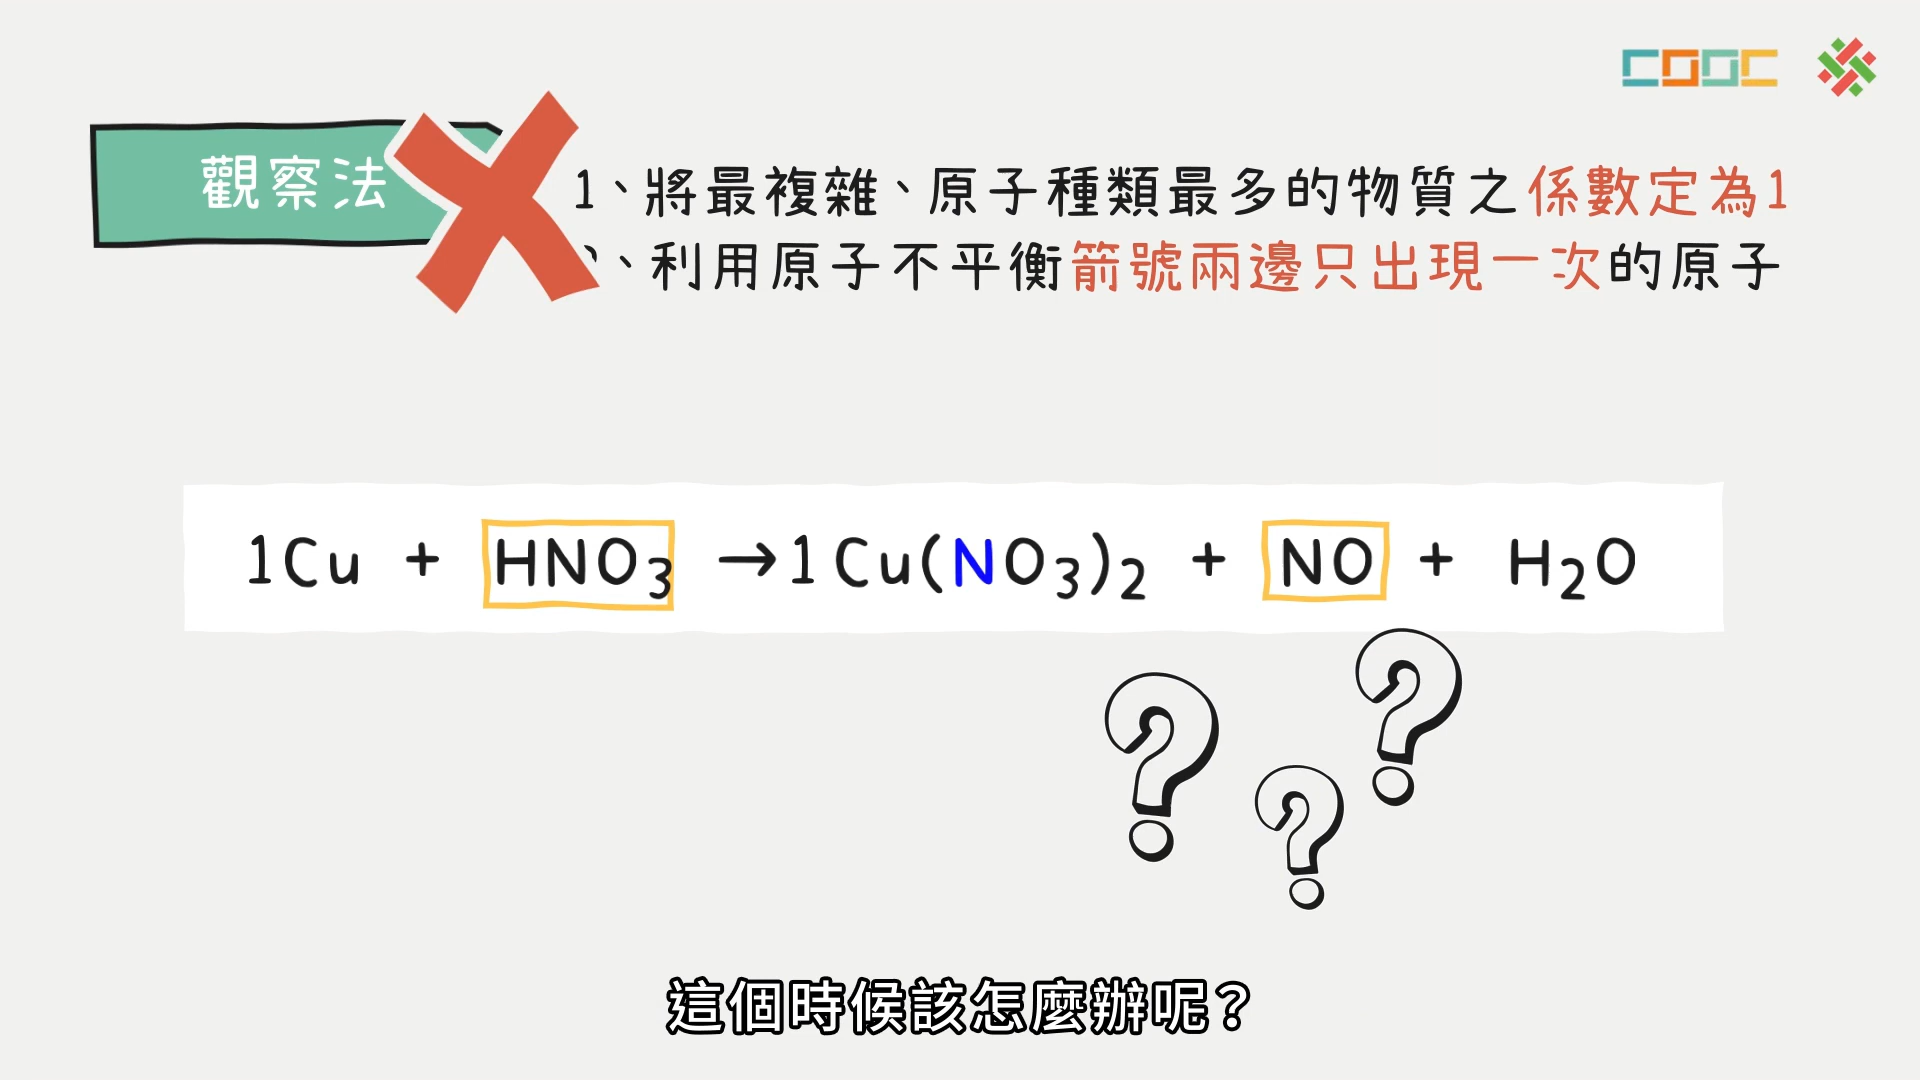 COOC
觀察法
1、將最複雜、原子種類最多的物質之係數定為1
、利用原子不平衡箭號兩邊只出現一次的原子
1Cu + HNO₃ →1Cu(NO₃)₂ + NO + H₂O
這個時候該怎麼辦呢？